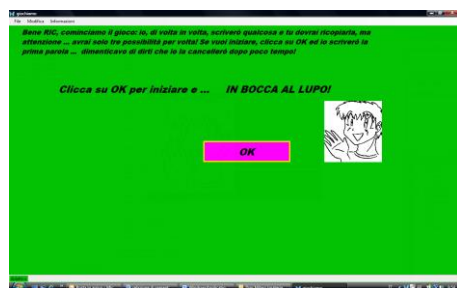 giochiamo
File Modifica Informazioni
Bene RIC, cominciamo il gioco: io, di volta in volta, scriverò qualcosa e tu dovrai ricopiarla, ma
attenzione ... avrai solo tre possibilità per volta! Se vuoi iniziare, clicca su OK ed io scriverò la
prima parola ... dimenticavo di dirti che io la cancellerò dopo poco tempo!
Clicca su OK per iniziare e ... IN BOCCA AL LUPO!
OK